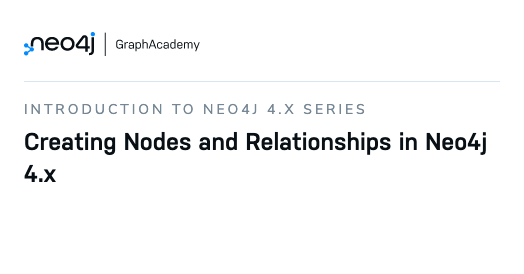 neo4j GraphAcademy
INTRODUCTION TO NEO4J 4.X SERIES
Creating Nodes and Relationships in Neo4j
4.x